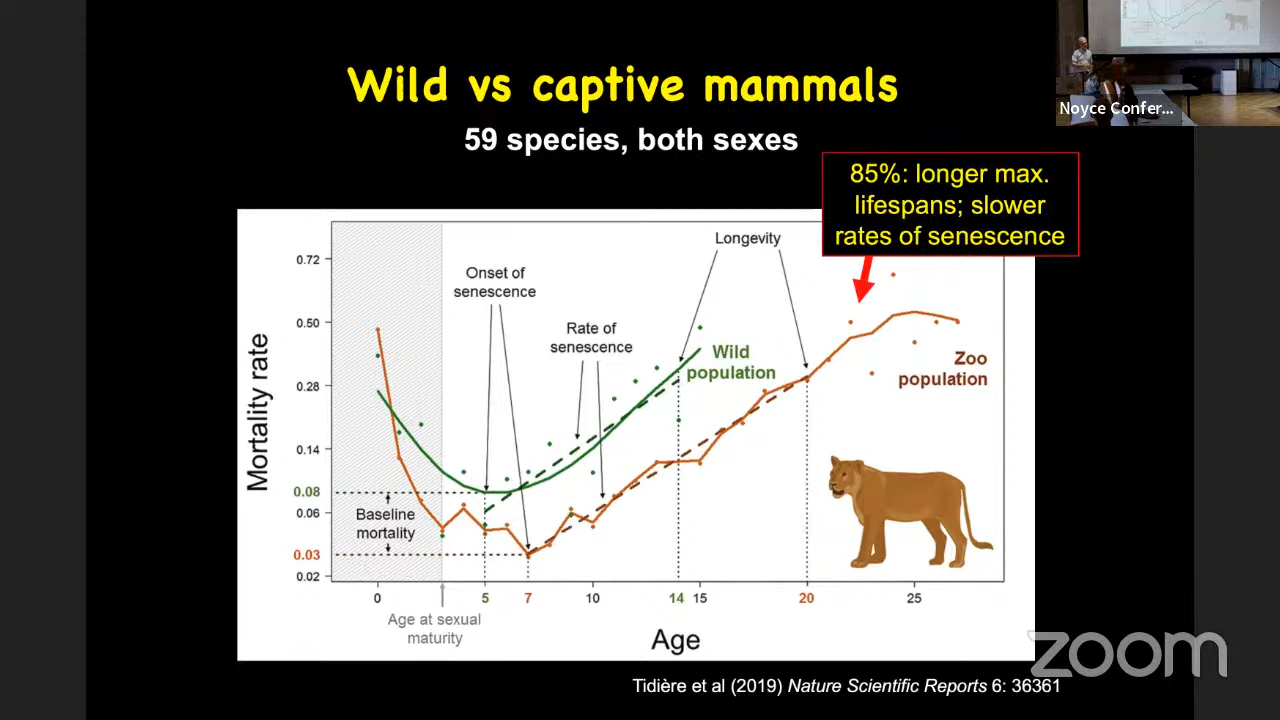 Wild vs captive mammals
59 species, both sexes
Noyce Confer...
85%: longer max.
lifespans; slower
rates of senescence
Longevity
Onset of
senescence
Rate of
senescence
Wild
population
Zoo
population
Mortality rate
0.72
0.50
0.28
0.14
0.08
0.06
0.03
0.02
Baseline
mortality
0
5
7
10
14
15
20
25
Age at sexual
maturity
Age
zoom
Tidière et al (2019) Nature Scientific Reports 6: 36361